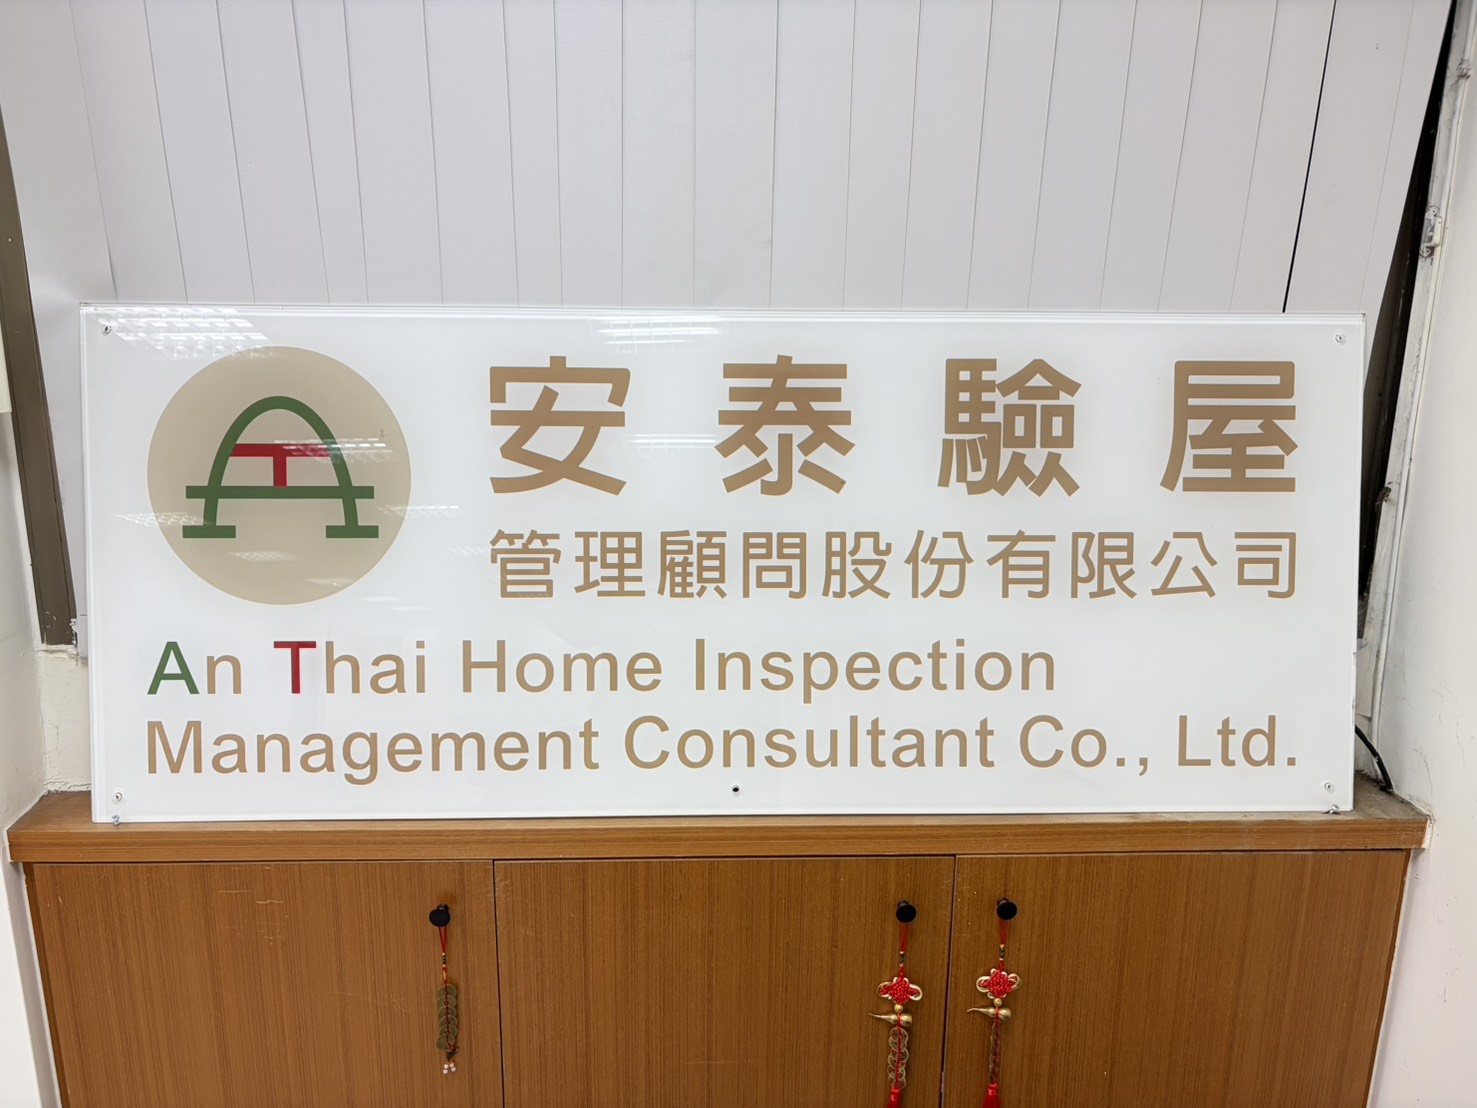 安泰驗屋
管理顧問股份有限公司
An Thai Home Inspection
Management Consultant Co., Ltd.